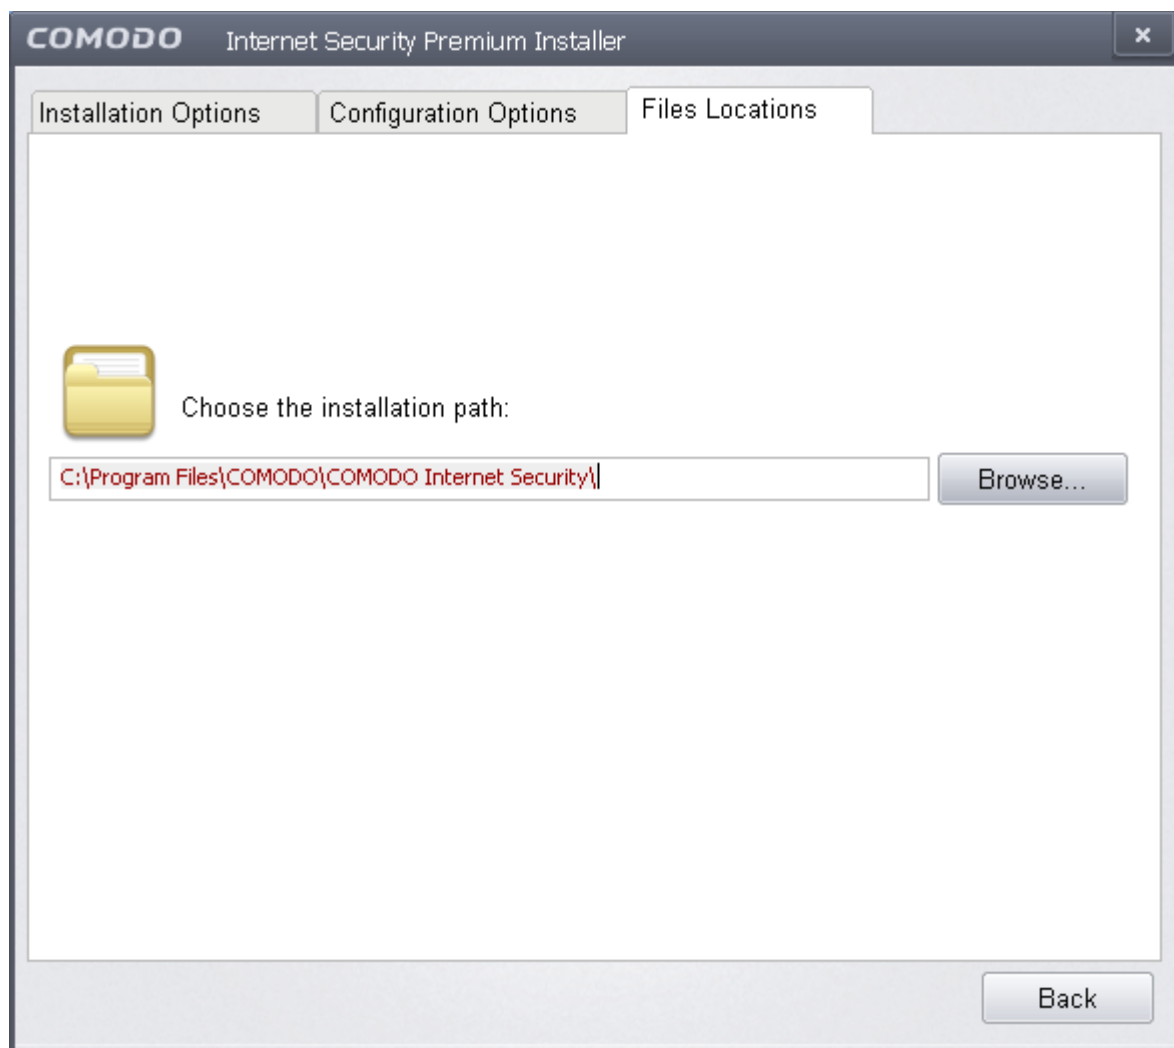 COMODO Internet Security Premium Installer
Installation Options Configuration Options Files Locations
Choose the installation path:
C:\Program Files\COMODO\COMODO Internet Security\
Browse...
Back